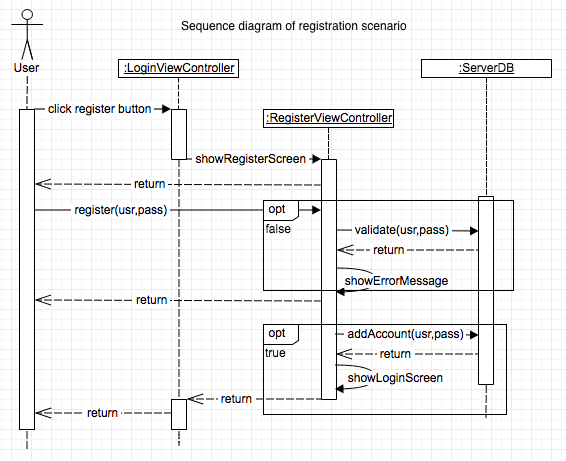 Sequence diagram of registration scenario
User
:LoginViewController
:ServerDB
click register button
:RegisterViewController
showRegisterScreen
return
register(usr,pass)
opt
false
validate(usr,pass)
return
showErrorMessage
return
opt
addAccount(usr,pass)
true
return
showLoginScreen
return
return